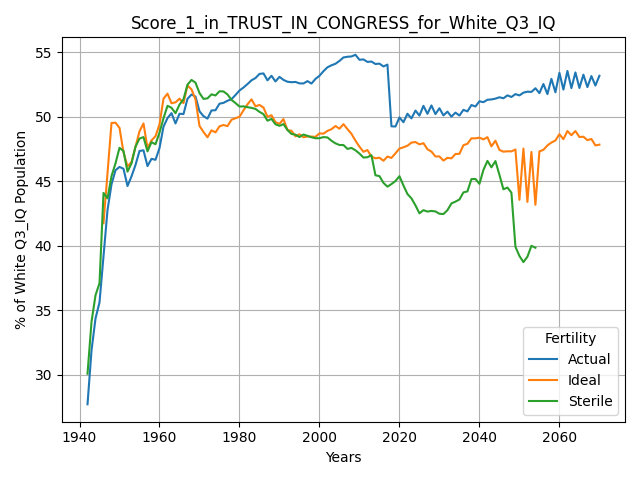 Score_1_in_TRUST_IN_CONGRESS_for_White_Q3_IQ
% of White Q3_IQ Population
55
50
45
40
35
30
1940
1960
1980
2000
2020
2040
2060
Years
Fertility
Actual
Ideal
Sterile